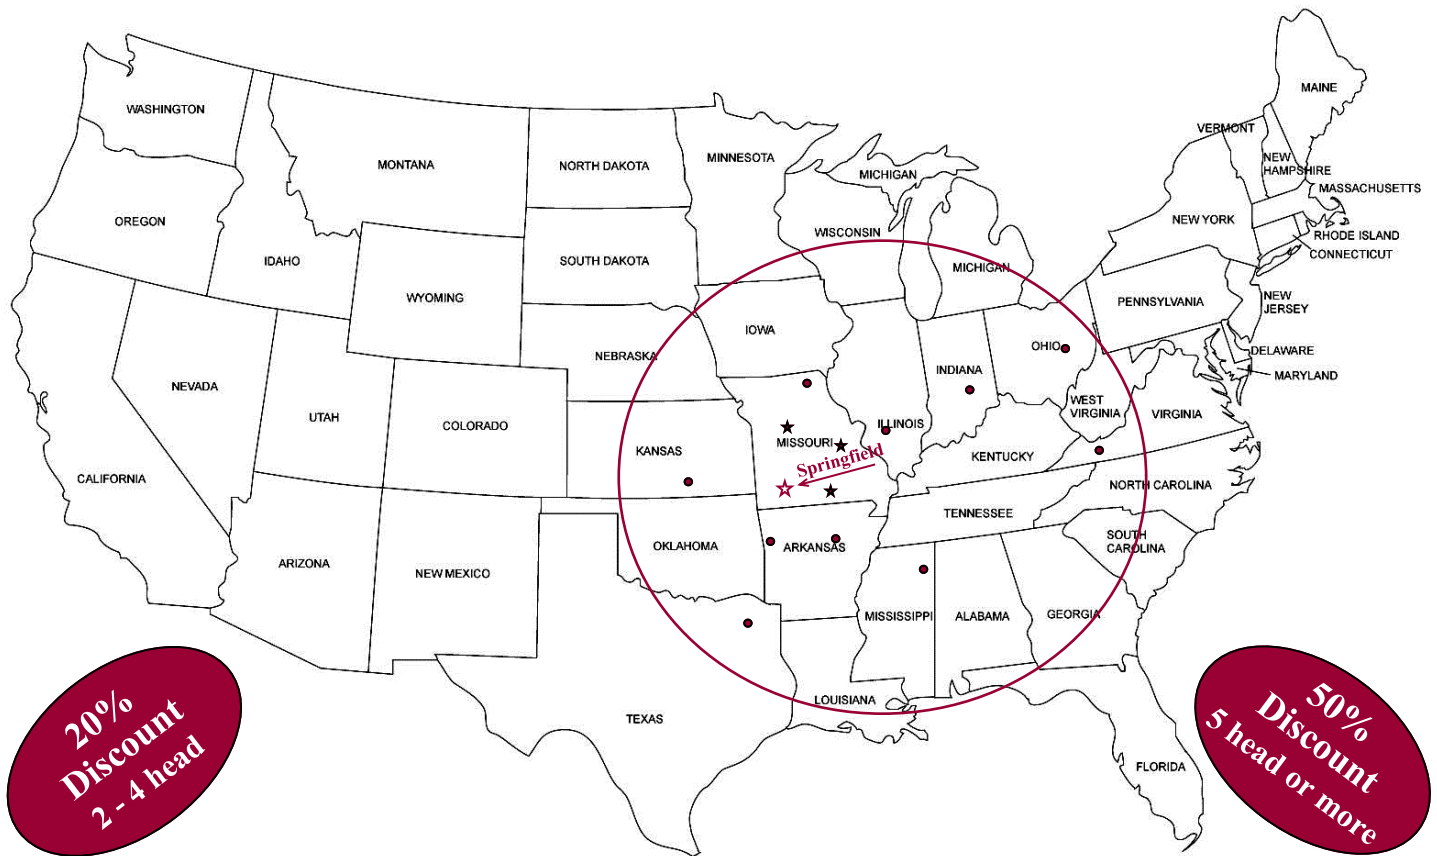 WASHINGTON
MONTANA
NORTH DAKOTA
MINNESOTA
MICHIGAN
VERMONT
MAINE
NEW
HAMPSHIRE
MASSACHUSETTS
NEW YORK
RHODE ISLAND
CONNECTICUT
OREGON
IDAHO
WYOMING
SOUTH DAKOTA
WISCONSIN
MICHIGAN
PENNSYLVANIA
NEW
JERSEY
DELAWARE
MARYLAND
NEVADA
UTAH
COLORADO
NEBRASKA
IOWA
ILLINOIS
INDIANA
OHIO
WEST
VIRGINIA
VIRGINIA
CALIFORNIA
KANSAS
MISSOURI
Springfield
KENTUCKY
NORTH CAROLINA
TENNESSEE
SOUTH
CAROLINA
ARIZONA
NEW MEXICO
OKLAHOMA
ARKANSAS
MISSISSIPPI
ALABAMA
GEORGIA
TEXAS
LOUISIANA
FLORIDA
20%
Discount
2 - 4 head
50%
Discount
5 head or more